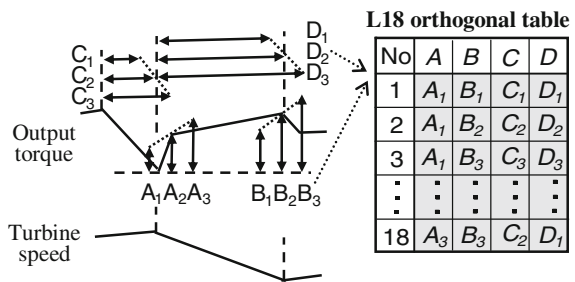 C1
C2
C3
D1
D2
D3
Output
torque
A1 A2 A3
B1 B2 B3
Turbine
speed
L18 orthogonal table
No A B C D
1 A1 B1 C1 D1
2 A1 B2 C2 D2
3 A1 B3 C3 D3
⋮ ⋮ ⋮ ⋮ ⋮
18 A3 B3 C2 D1